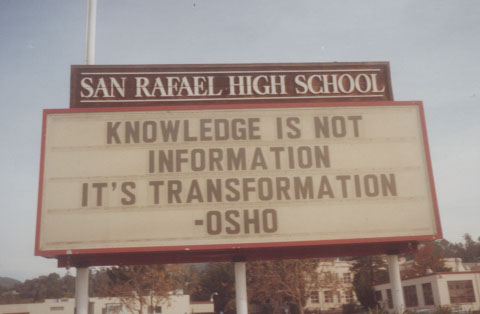 SAN RAFAEL HIGH SCHOOL
KNOWLEDGE IS NOT
INFORMATION
IT'S TRANSFORMATION
-OSHO